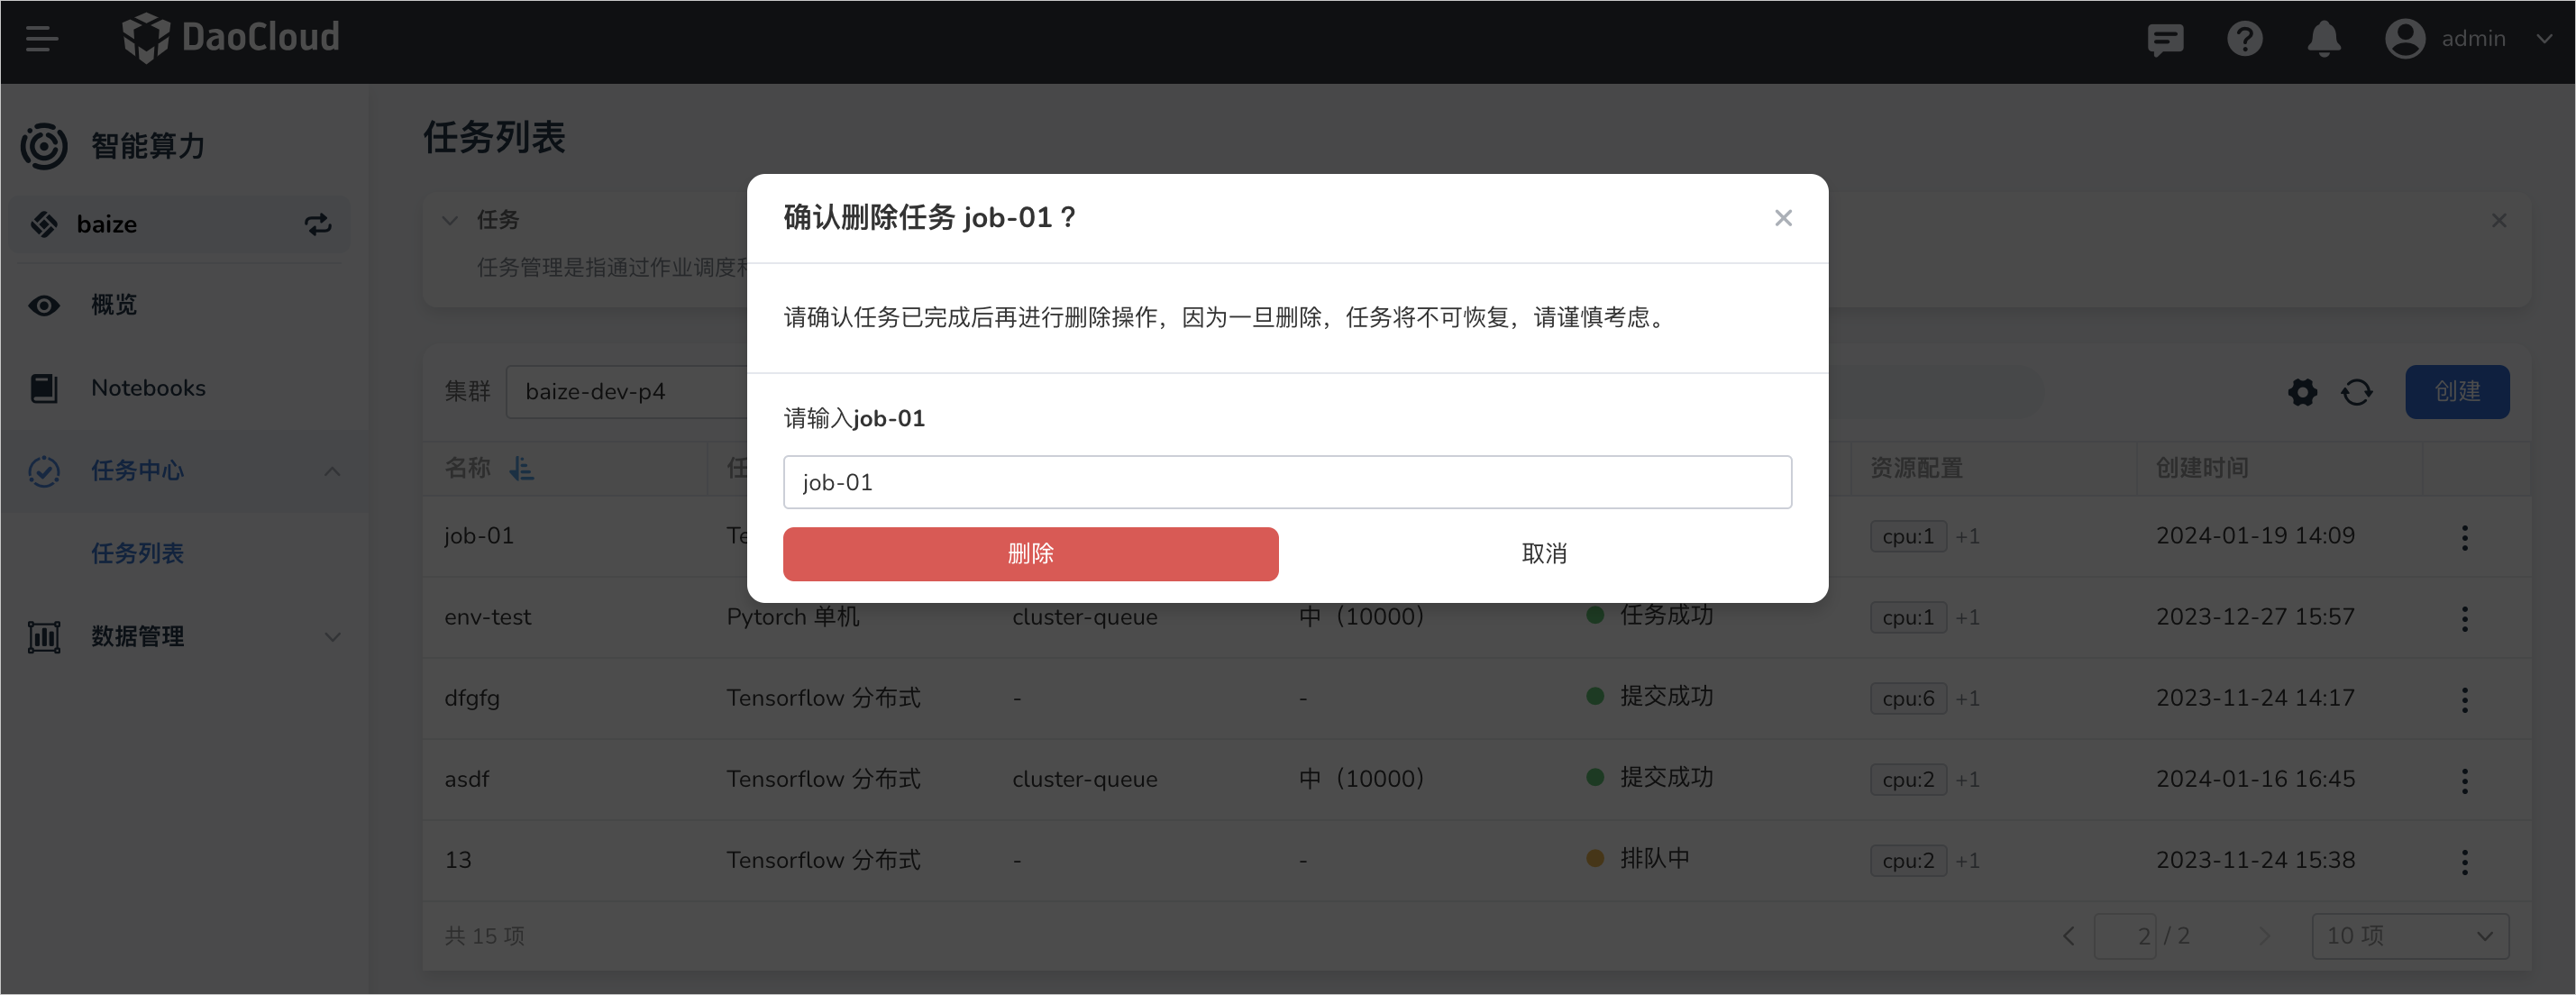 DaoCloud
admin
智能算力
baize
概览
Notebooks
任务中心
任务列表
数据管理
任务列表
任务
任务管理是指通过作业调度
集群
baize-dev-p4
创建
名称
资源配置
创建时间
job-01
cpu:1 +1
2024-01-19 14:09
env-test Pytorch 单机 cluster-queue 中（10000） 任务成功 cpu:1 +1 2023-12-27 15:57
dfgfg Tensorflow 分布式 - - 提交成功 cpu:6 +1 2023-11-24 14:17
asdf Tensorflow 分布式 cluster-queue 中（10000） 提交成功 cpu:2 +1 2024-01-16 16:45
13 Tensorflow 分布式 - - 排队中 cpu:2 +1 2023-11-24 15:38
共 15 项
2 / 2
10 项
确认删除任务 job-01？
请确认任务已完成后再进行删除操作，因为一旦删除，任务将不可恢复，请谨慎考虑。
请输入job-01
job-01
删除
取消